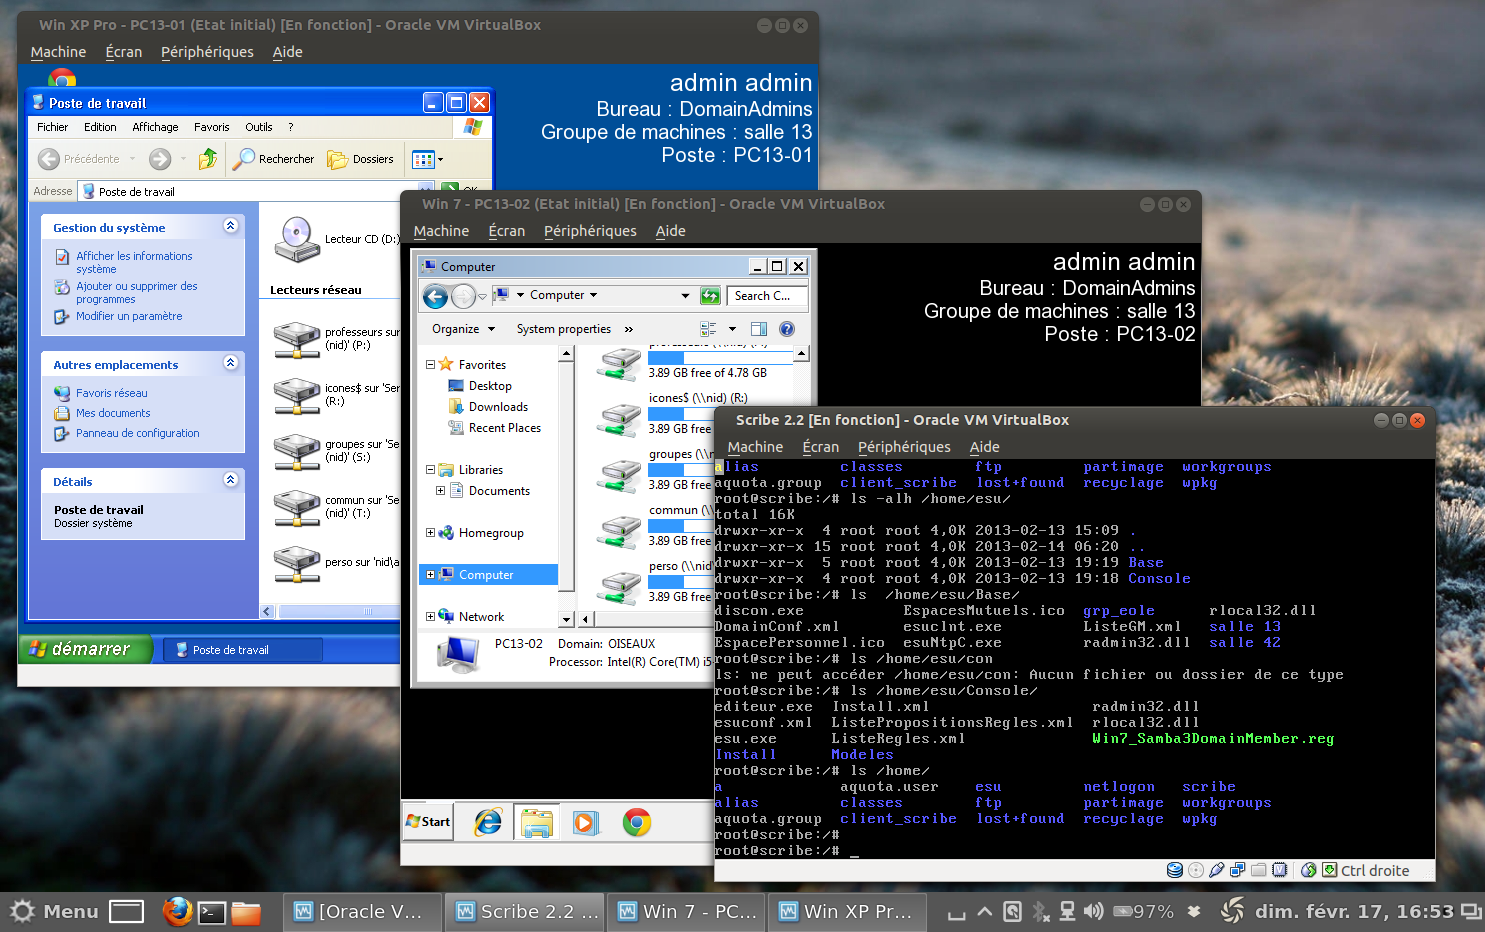 Win XP Pro - PC13-01 (Etat initial) [En fonction] - Oracle VM VirtualBox
Machine Écran Périphériques Aide
admin admin
Bureau : DomainAdmins
Groupe de machines : salle 13
Poste : PC13-01
Poste de travail
Fichier Edition Affichage Favoris Outils ?
Précédente Rechercher Dossiers
Adresse Poste de travail OK
Gestion du système
Afficher les informations
système
Ajouter ou supprimer des
programmes
Modifier un paramètre
Autres emplacements
Favoris réseau
Mes documents
Panneau de configuration
Détails
Poste de travail
Dossier système
Lecteur CD (D:)
Lecteurs réseau
professeurs sur
(nid)' (P:)
icones$ sur 'Ser
(R:)
groupes sur 'Se
(nid)' (S:)
commun sur 'Se
(nid)' (T:)
perso sur 'nid\a
démarrer Poste de travail
Win 7 - PC13-02 (Etat initial) [En fonction] - Oracle VM VirtualBox
Machine Écran Périphériques Aide
admin admin
Bureau : DomainAdmins
Groupe de machines : salle 13
Poste : PC13-02
Computer
Computer Search C...
Organize System properties »
Favorites
Desktop
Downloads
Recent Places
Libraries
Documents
Homegroup
Computer
Network
3.89 GB free of 4.78 GB
icones$ (\\nid) (R:)
3.89 GB free
groupes (\\n
3.89 GB free
commun (\\
3.89 GB free
perso (\\nid\
3.89 GB free
PC13-02 Domain: OISEAUX
Processor: Intel(R) Core(TM) i5-
Start
Scribe 2.2 [En fonction] - Oracle VM VirtualBox
Machine Écran Périphériques Aide
alias classes ftp partimage workgroups
aquota.group client_scribe lost+found recyclage wpkg
root@scribe:/# ls -alh /home/esu/
total 16K
drwxr-xr-x 4 root root 4,0K 2013-02-13 15:09 .
drwxr-xr-x 15 root root 4,0K 2013-02-14 06:20 ..
drwxr-xr-x 5 root root 4,0K 2013-02-13 19:19 Base
drwxr-xr-x 4 root root 4,0K 2013-02-13 19:18 Console
root@scribe:/# ls  /home/esu/Base/
discon.exe EspacesMutuels.ico grp_eole rlocal32.dll
DomainConf.xml esuclnt.exe ListeGM.xml salle 13
EspacePersonnel.ico esuNtpC.exe radmin32.dll salle 42
root@scribe:/# ls /home/esu/con
ls: ne peut accéder /home/esu/con: Aucun fichier ou dossier de ce type
root@scribe:/# ls /home/esu/Console/
editeur.exe Install.xml radmin32.dll
esuconf.xml ListePropositionsRegles.xml rlocal32.dll
esu.exe ListeRegles.xml Win7_Samba3DomainMember.reg
Install Modeles
root@scribe:/# ls /home/
a aquota.user esu netlogon scribe
alias classes ftp partimage workgroups
aquota.group client_scribe lost+found recyclage wpkg
root@scribe:/#
root@scribe:/# _
Ctrl droite
Menu [Oracle V... Scribe 2.2 ... Win 7 - PC... Win XP Pr... 97% dim. févr. 17, 16:53